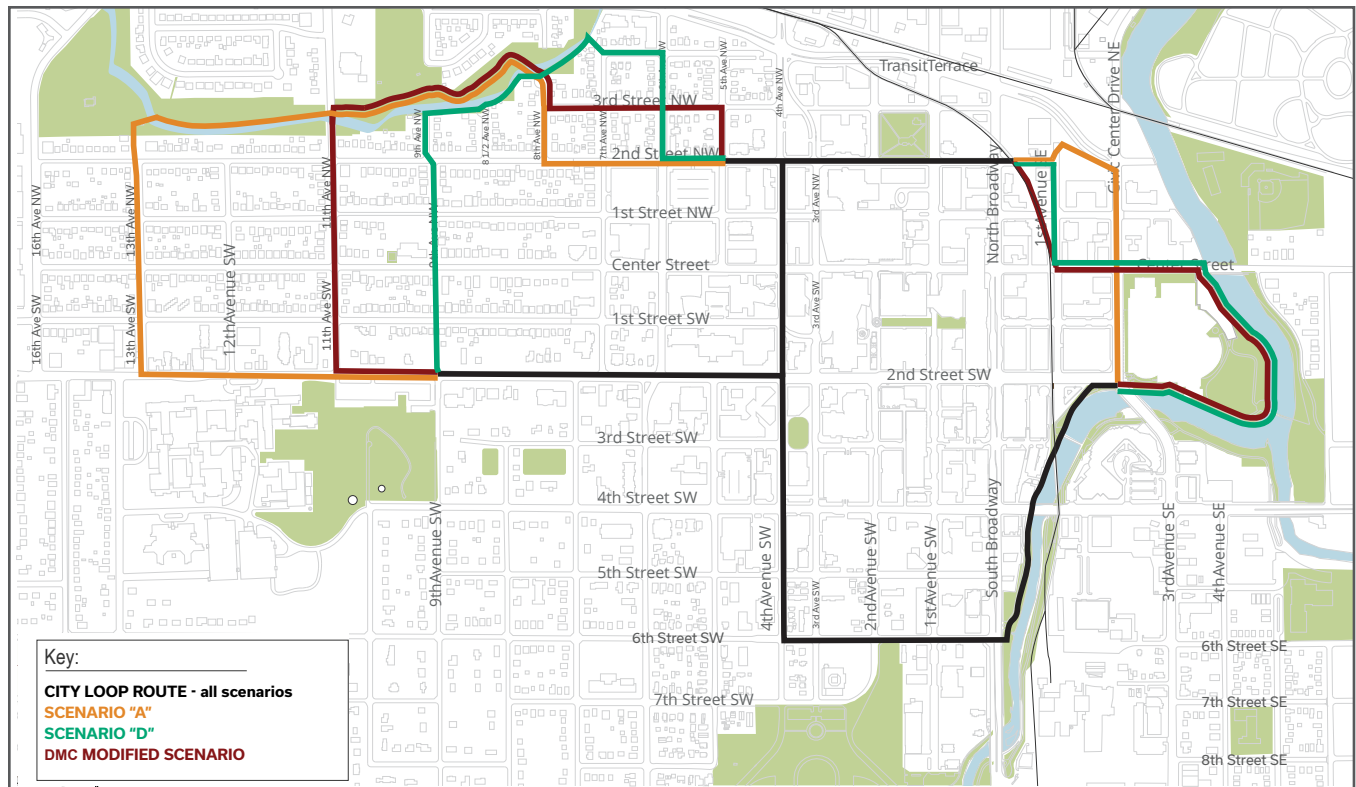 TransitTerrace
Civic Center Drive NE
5th Ave NW
4th Ave NW
3rd Street NW
9th Ave NW
8 1/2 Ave NW
8th Ave NW
7th Ave NW
2nd Street NW
North Broadway
1stAvenue E
16th Ave NW
13th Ave NW
11th Ave NW
3rd Ave NW
1st Street NW
Center Street
Center Street
12thAvenue SW
16th Ave SW
13th Ave SW
11th Ave SW
3rd Ave SW
1st Street SW
2nd Street SW
3rd Street SW
4th Street SW
9thAvenue SW
4thAvenue SW
3rd Ave SW
2ndAvenue SW
1stAvenue SW
South Broadway
3rdAvenue SE
4thAvenue SE
5th Street SW
6th Street SW
6th Street SE
7th Street SW
7th Street SE
8th Street SE
Key:
CITY LOOP ROUTE - all scenarios
SCENARIO "A"
SCENARIO "D"
DMC MODIFIED SCENARIO